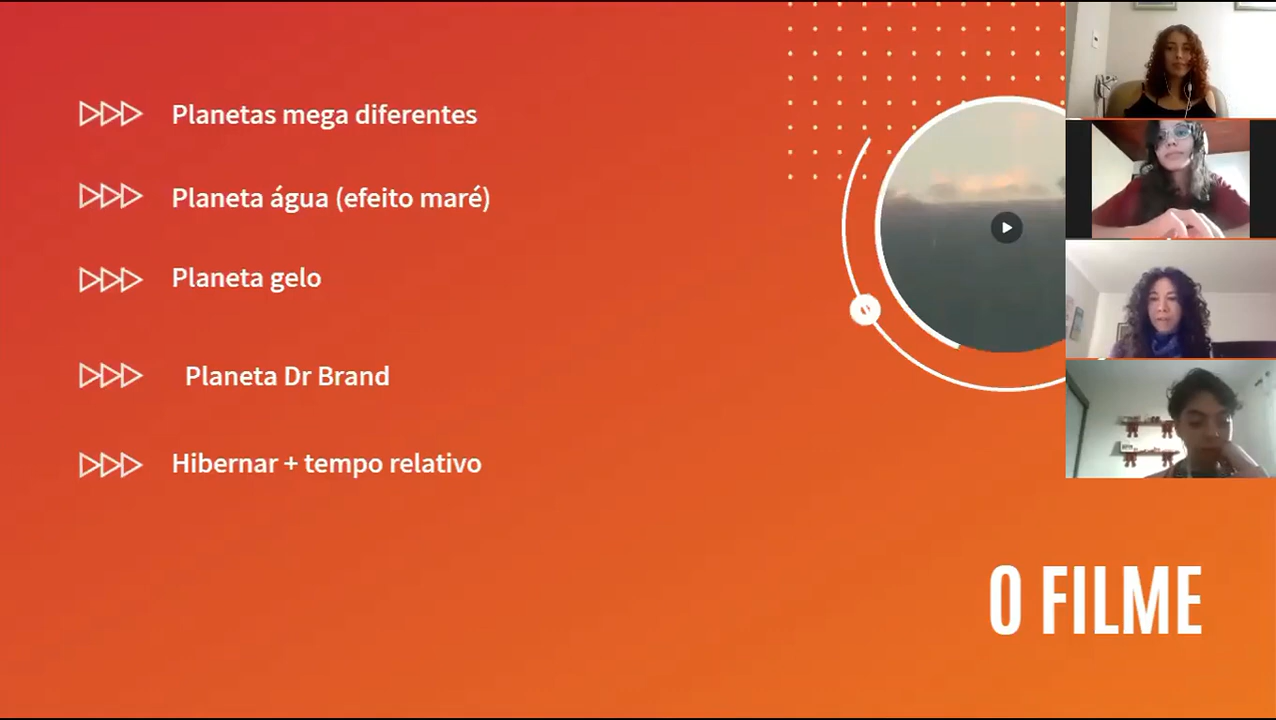 Planetas mega diferentes
Planeta água (efeito maré)
Planeta gelo
Planeta Dr Brand
Hibernar + tempo relativo
O FILME